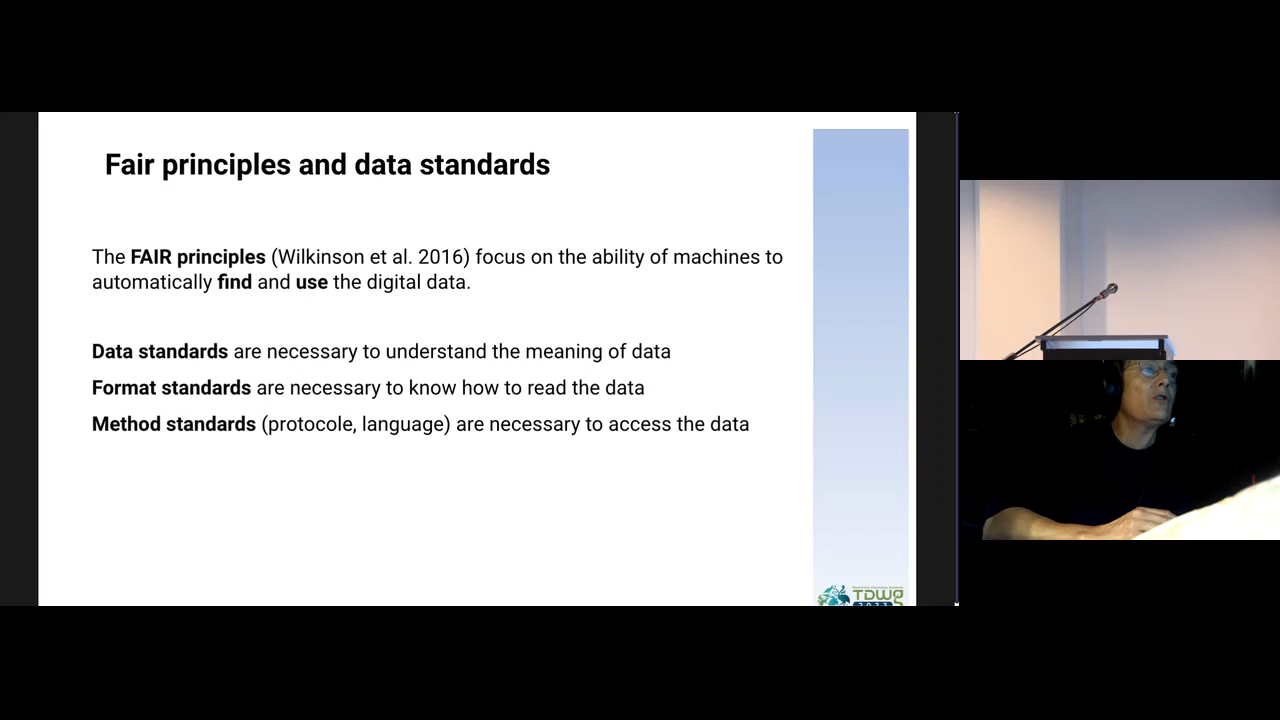 Fair principles and data standards
The FAIR principles (Wilkinson et al. 2016) focus on the ability of machines to
automatically find and use the digital data.
Data standards are necessary to understand the meaning of data
Format standards are necessary to know how to read the data
Method standards (protocole, language) are necessary to access the data
TDWG
2023